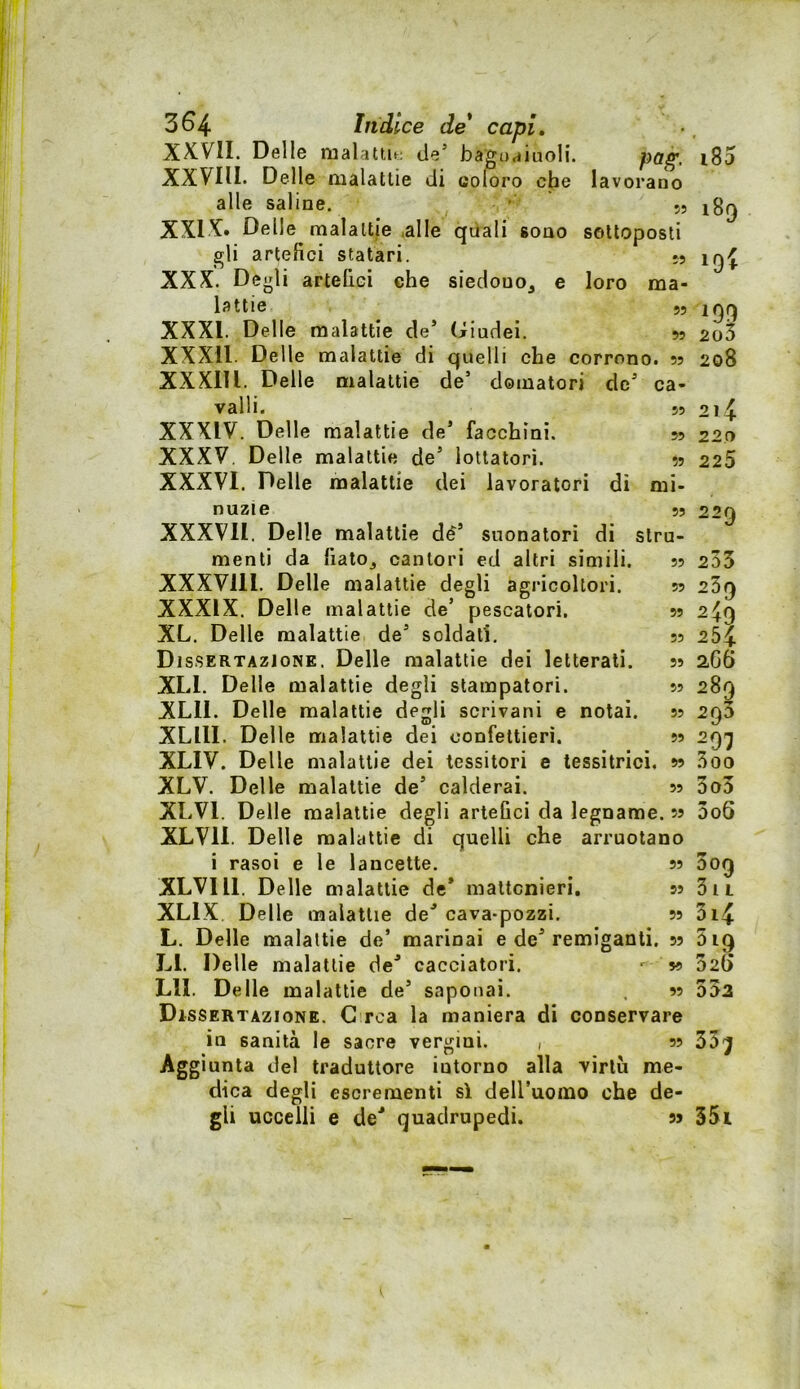 364 Indice de' capi.
XXVII. Delle malattie de' bagnaiuoli. pag. 185
XXVIII. Delle malattie di coloro che lavorano
alle saline. » 189
XXIX. Delle malattie alle quali sono sottoposti
gli artefici statari. » 194
XXX. Degli artefici che siedono, e loro ma-
lattie » 199
XXXI. Delle malattie de' Giudei. » 203
XXXII. Delle malattie di quelli che corrono. » 208
XXXIII. Delle malattie de' domatori de' ca-
valli. » 214
XXXIV. Delle malattie de' facchini. » 220
XXXV. Delle malattie de' lottatori. » 225
XXXVI. Delle malattie dei lavoratori di mi-
nuzie » 229
XXXVII. Delle malattie dè' suonatori di stru-
menti da fiato, cantori ed altri simili. » 233
XXXVIII. Delle malattie degli agricoltori. » 239
XXXIX. Delle malattie de' pescatori. » 249
XL. Delle malattie de' soldati. » 254
DISSERTAZIONE. Delle malattie dei letterati. » 266
XLI. Delle malattie degli stampatori. » 289
XLII. Delle malattie degli scrivani e notai. » 293
XLIII. Delle malattie dei confettieri. » 297
XLIV. Delle malattie dei tessitori e tessitrici. » 300
XLV. Delle malattie de' calderai. » 303
XLVI. Delle malattie degli artefici da legname. » 306
XLVII. Delle malattie di quelli che arruotano
i rasoi e le lancette. » 309
XLVIII. Delle malattie de' mattonieri. » 311
XLIX. Delle malattie de' cava-pozzi. » 314
L. Delle malattie de' marinai e de' remiganti. » 319
LI. Delle malattie de' cacciatori. » 326
LII. Delle malattie de' saponai. » 332
DISSERTAZIONE. Circa la maniera di conservare
in sanità le sacre vergini. » 337
Aggiunta del traduttore intorno alla virtù me-
dica degli escrementi sì dell'uomo che de-
gli uccelli e de' quadrupedi. » 351